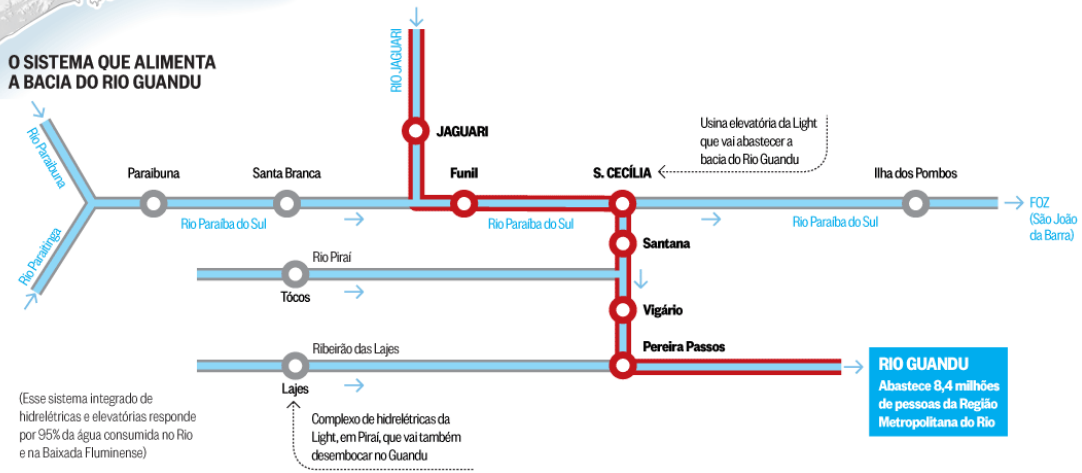 O SISTEMA QUE ALIMENTA
A BACIA DO RIO GUANDU
RIO JAGUARI
JAGUARI
Usina elevatória da Light
que vai abastecer a
bacia do Rio Guandu
Rio Paraibuna
Paraibuna
Santa Branca
Funil
S. CECÍLIA
Ilha dos Pombos
Rio Paraíba do Sul
Rio Paraíba do Sul
Rio Paraíba do Sul
FOZ
(São João
da Barra)
Rio Paraitinga
Santana
Rio Piraí
Tócos
Vigário
Pereira Passos
Ribeirão das Lajes
Lajes
RIO GUANDU
Abastece 8,4 milhões
de pessoas da Região
Metropolitana do Rio
(Esse sistema integrado de
hidrelétricas e elevatórias responde
por 95% da água consumida no Rio
e na Baixada Fluminense)
Complexo de hidrelétricas da
Light, em Piraí, que vai também
desembocar no Guandu